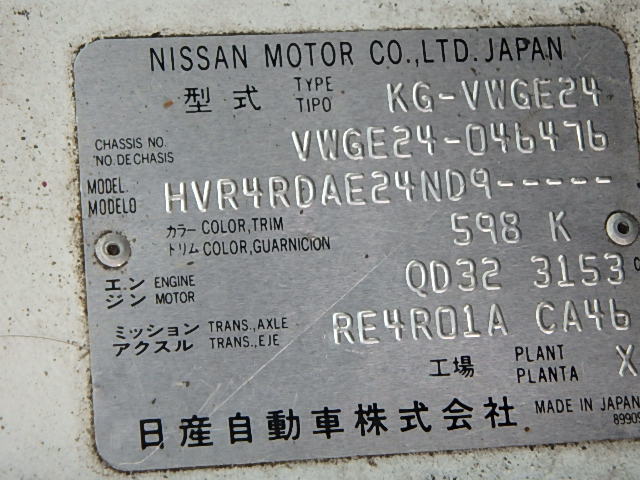 NISSAN MOTOR CO.,LTD. JAPAN
型式 TYPE TIPO KG-VWGE24
CHASSIS NO. NO. DE CHASIS VWGE24-046476
MODEL. MODELO HVR4RDAE24ND9-----
カラー COLOR,TRIM トリム COLOR,GUARNICION 598 K
エンジン ENGINE MOTOR QD32 3153 C
ミッション TRANS.,AXLE アクスル TRANS.,EJE RE4R01A CA46
工場 PLANT PLANTA X
日産自動車株式会社 MADE IN JAPAN